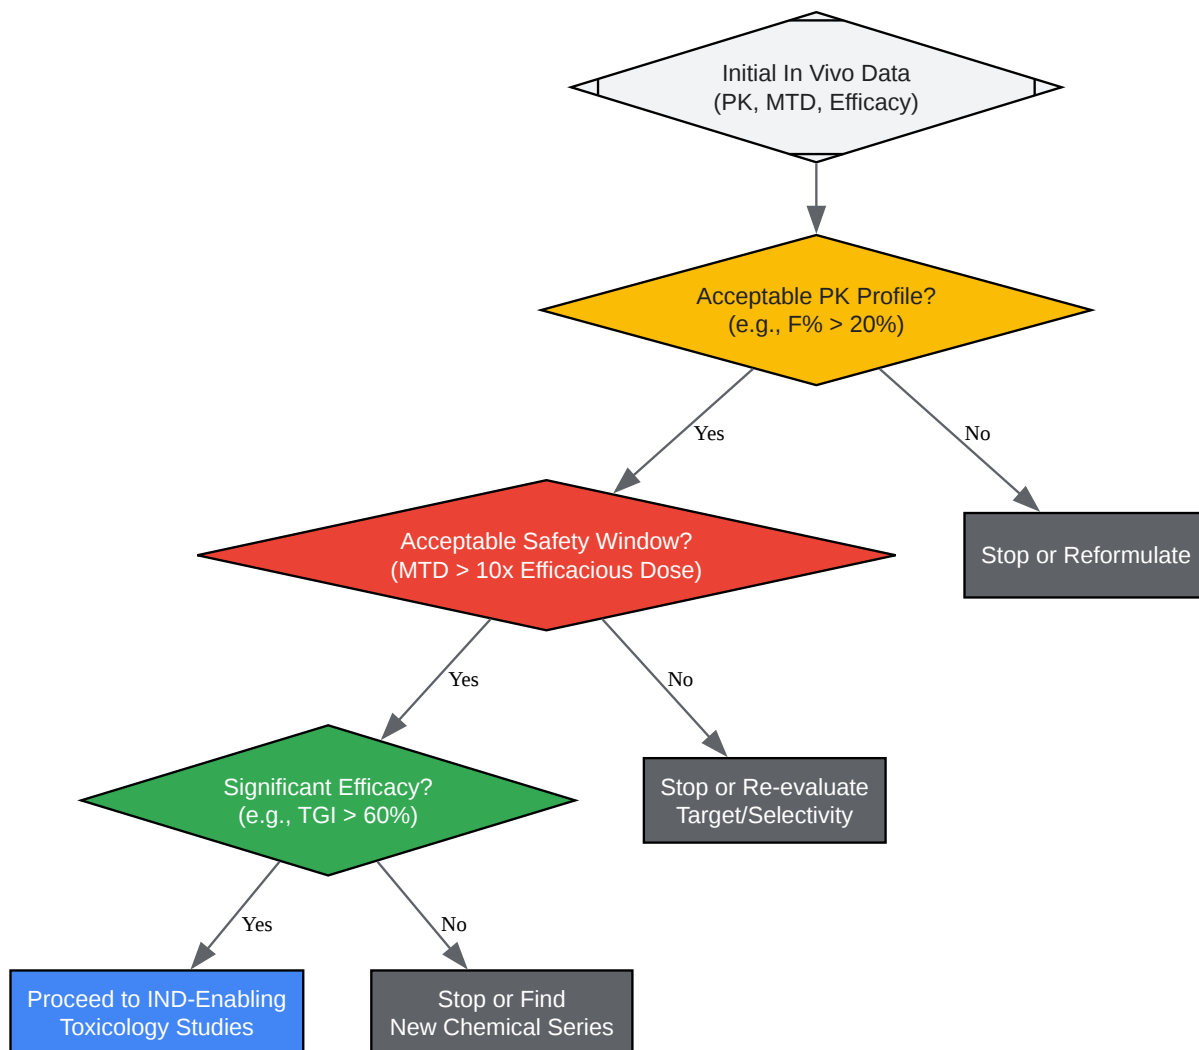 Initial In Vivo Data
(PK, MTD, Efficacy)
Acceptable PK Profile?
(e.g., F% > 20%)
Yes
No
Acceptable Safety Window?
(MTD > 10x Efficacious Dose)
Stop or Reformulate
Yes
No
Significant Efficacy?
(e.g., TGI > 60%)
Stop or Re-evaluate
Target/Selectivity
Yes
No
Proceed to IND-Enabling
Toxicology Studies
Stop or Find
New Chemical Series